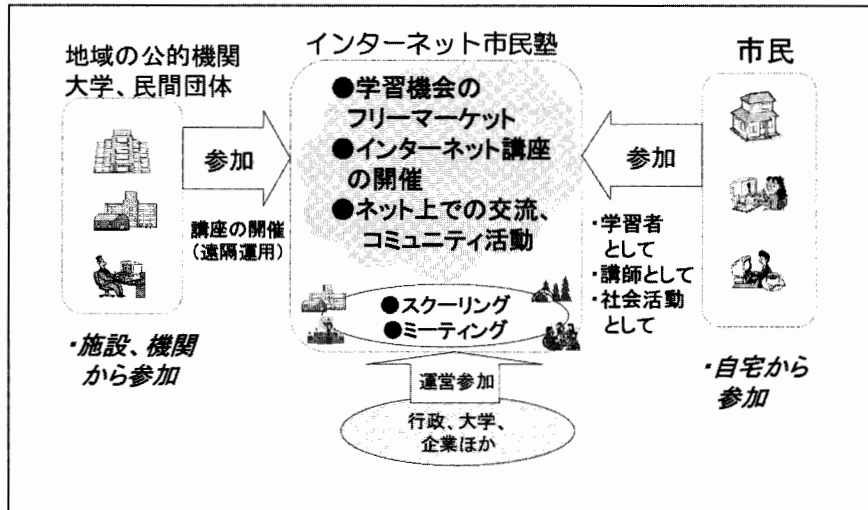 地域の公的機関
大学、民間団体
参加
講座の開催
（遠隔運用）
・施設、機関
から参加
インターネット市民塾
●学習機会の
フリーマーケット
●インターネット講座
の開催
●ネット上での交流、
コミュニティ活動
●スクーリング
●ミーティング
運営参加
行政、大学、
企業ほか
市民
参加
・学習者
として
・講師として
・社会活動
として
・自宅から
参加